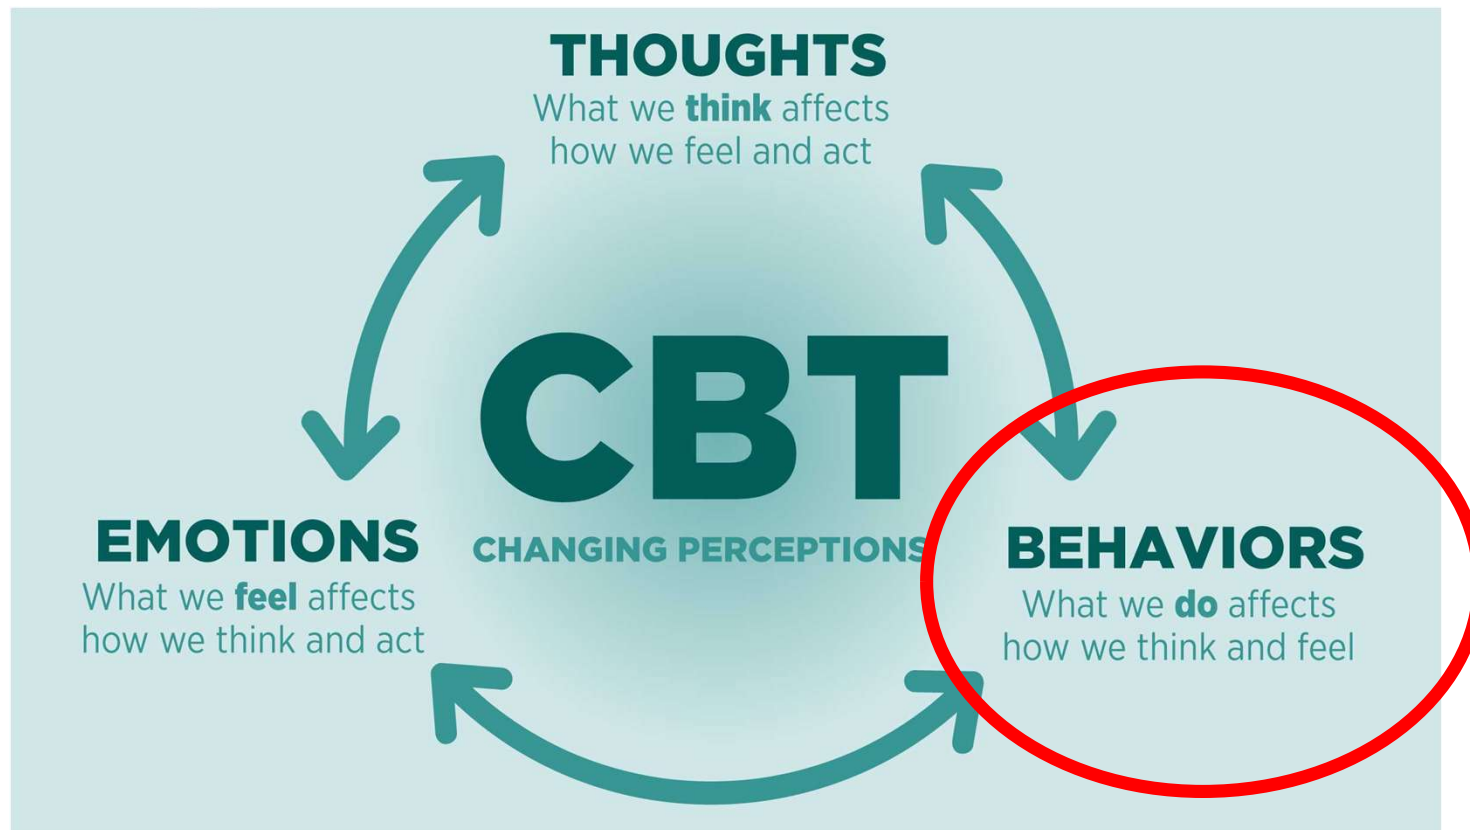 THOUGHTS
What we think affects
how we feel and act
CBT
CHANGING PERCEPTIONS
EMOTIONS
What we feel affects
how we think and act
BEHAVIORS
What we do affects
how we think and feel